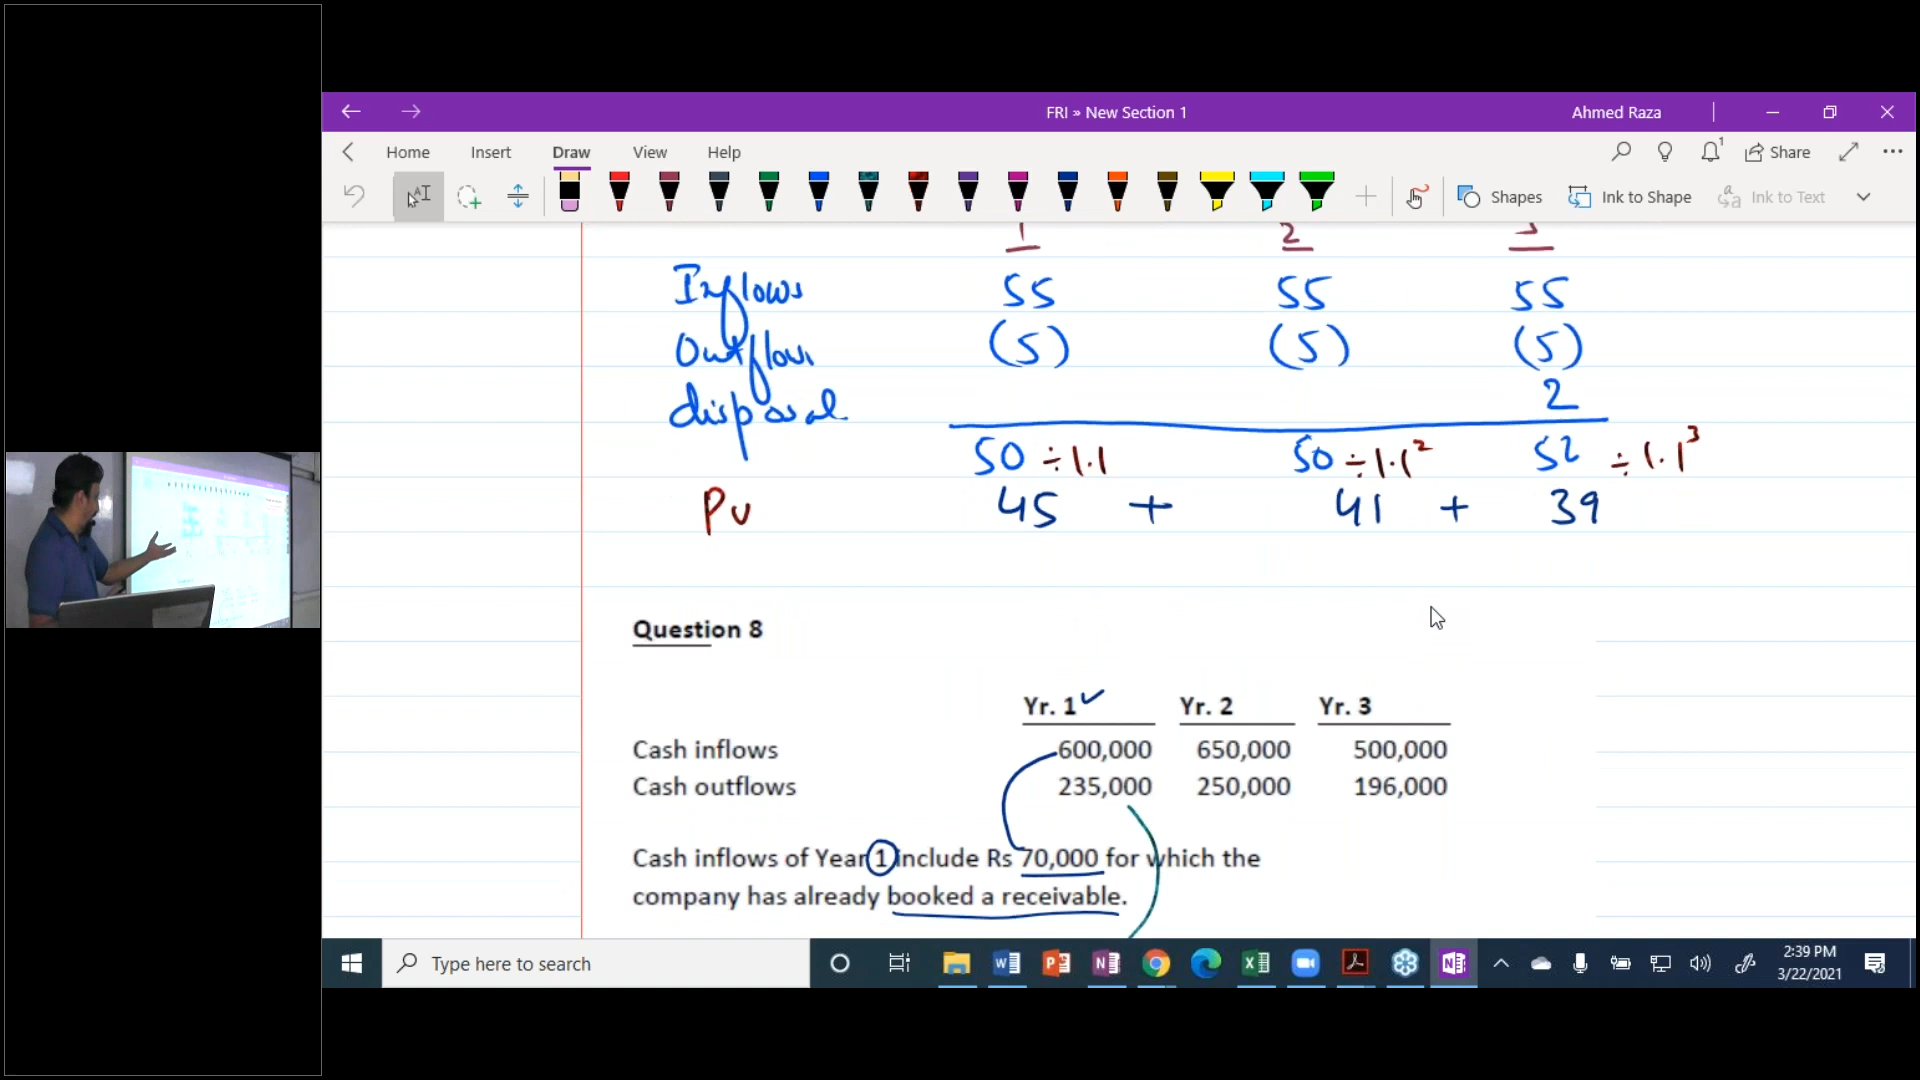 FRI » New Section 1
Ahmed Raza
Home Insert Draw View Help
Share
Shapes
Ink to Shape
Ink to Text
1 2 3
Inflows 55 55 55
Outflow (5) (5) (5)
disposal 2
50 ÷1.1 50 ÷1.1² 52 ÷1.1³
Pv 45 + 41 + 39
Question 8
Yr. 1 Yr. 2 Yr. 3
Cash inflows 600,000 650,000 500,000
Cash outflows 235,000 250,000 196,000
Cash inflows of Year 1 include Rs 70,000 for which the
company has already booked a receivable.
Type here to search
2:39 PM
3/22/2021